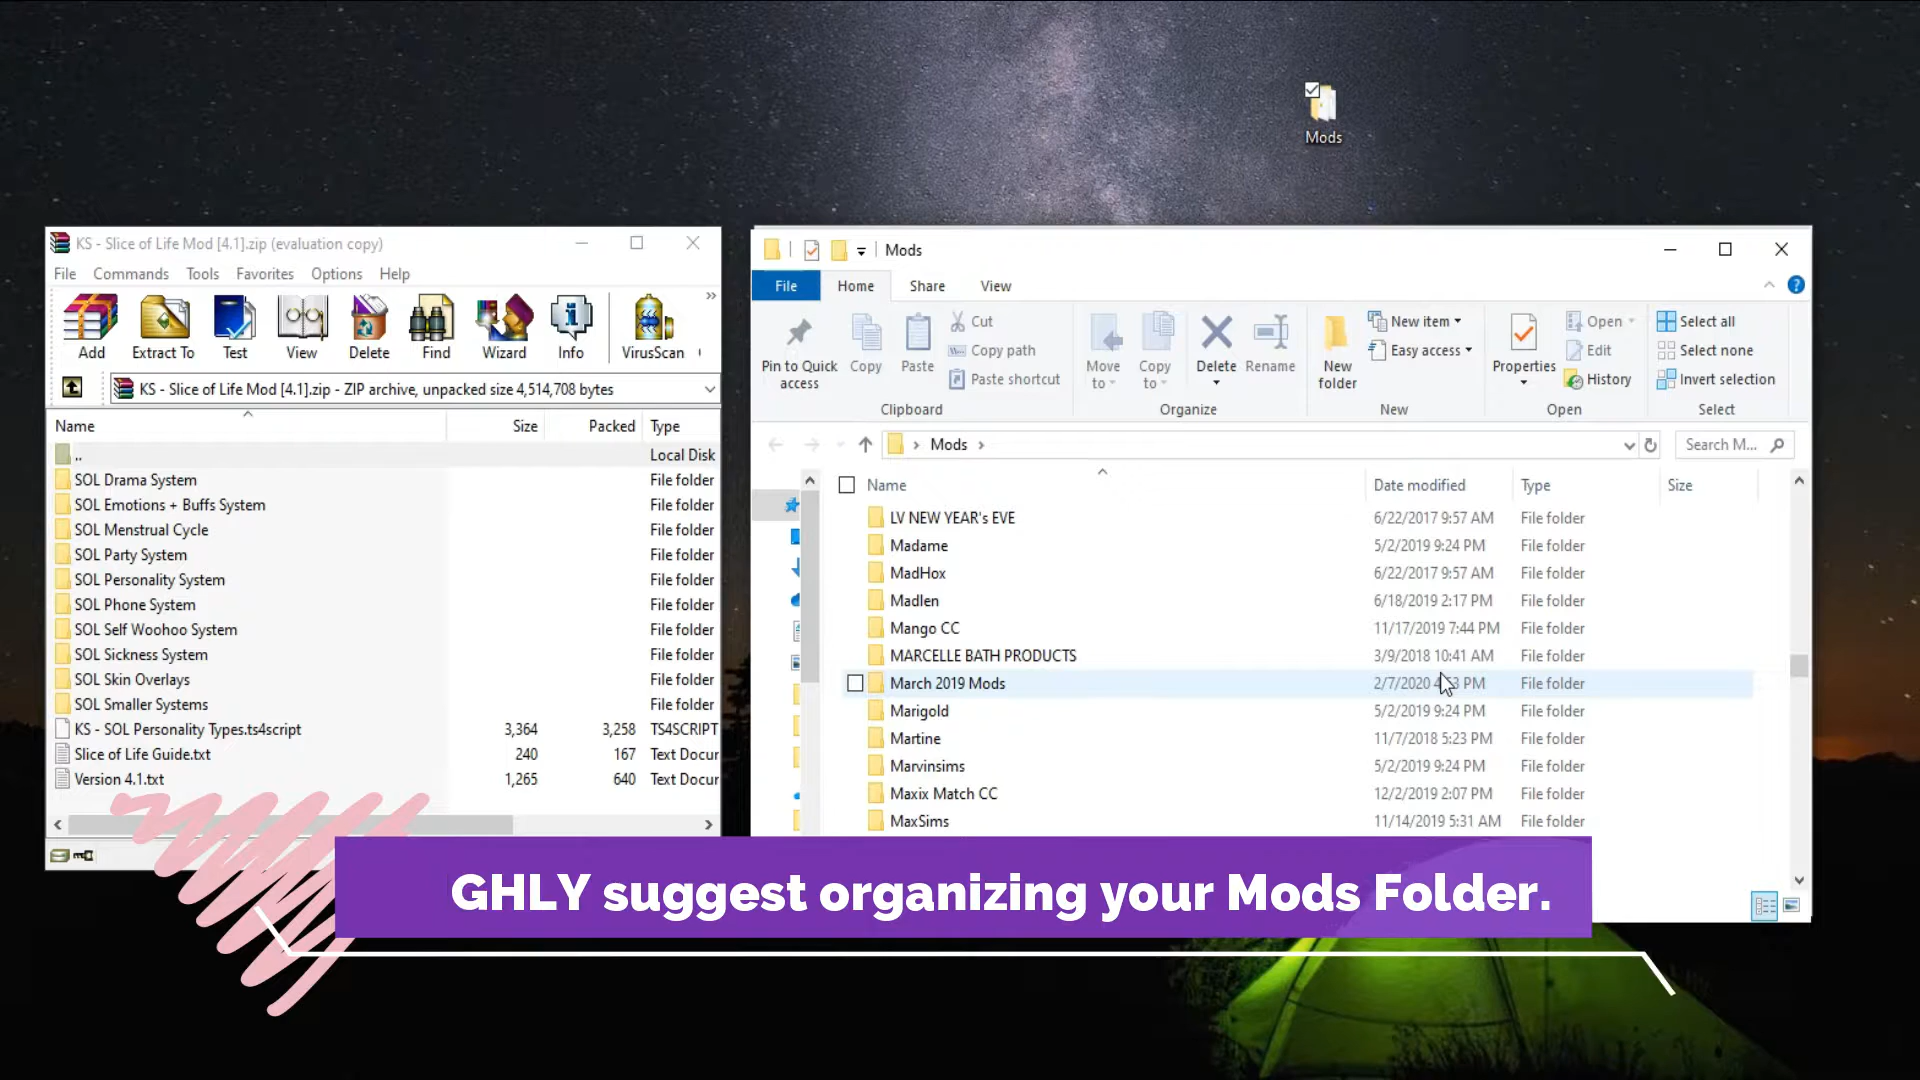 Mods
KS - Slice of Life Mod [4.1].zip (evaluation copy)
File Commands Tools Favorites Options Help
Add Extract To Test View Delete Find Wizard Info VirusScan
KS - Slice of Life Mod [4.1].zip - ZIP archive, unpacked size 4,514,708 bytes
Name Size Packed Type
.. Local Disk
SOL Drama System File folder
SOL Emotions + Buffs System File folder
SOL Menstrual Cycle File folder
SOL Party System File folder
SOL Personality System File folder
SOL Phone System File folder
SOL Self Woohoo System File folder
SOL Sickness System File folder
SOL Skin Overlays File folder
SOL Smaller Systems File folder
KS - SOL Personality Types.ts4script 3,364 3,258 TS4SCRIPT
Slice of Life Guide.txt 240 167 Text Docur
Version 4.1.txt 1,265 640 Text Docur
Mods
File Home Share View
Pin to Quick access Copy Paste Cut Copy path Paste shortcut
Move to Copy to Delete Rename New folder New item Easy access
Properties Open Edit History Select all Select none Invert selection
Clipboard Organize New Open Select
Mods Search M...
Name Date modified Type Size
LV NEW YEAR's EVE 6/22/2017 9:57 AM File folder
Madame 5/2/2019 9:24 PM File folder
MadHox 6/22/2017 9:57 AM File folder
Madlen 6/18/2019 2:17 PM File folder
Mango CC 11/17/2019 7:44 PM File folder
MARCELLE BATH PRODUCTS 3/9/2018 10:41 AM File folder
March 2019 Mods 2/7/2020 PM File folder
Marigold 5/2/2019 9:24 PM File folder
Martine 11/7/2018 5:23 PM File folder
Marvinsims 5/2/2019 9:24 PM File folder
Maxix Match CC 12/2/2019 2:07 PM File folder
MaxSims 11/14/2019 5:31 AM File folder
GHLY suggest organizing your Mods Folder.